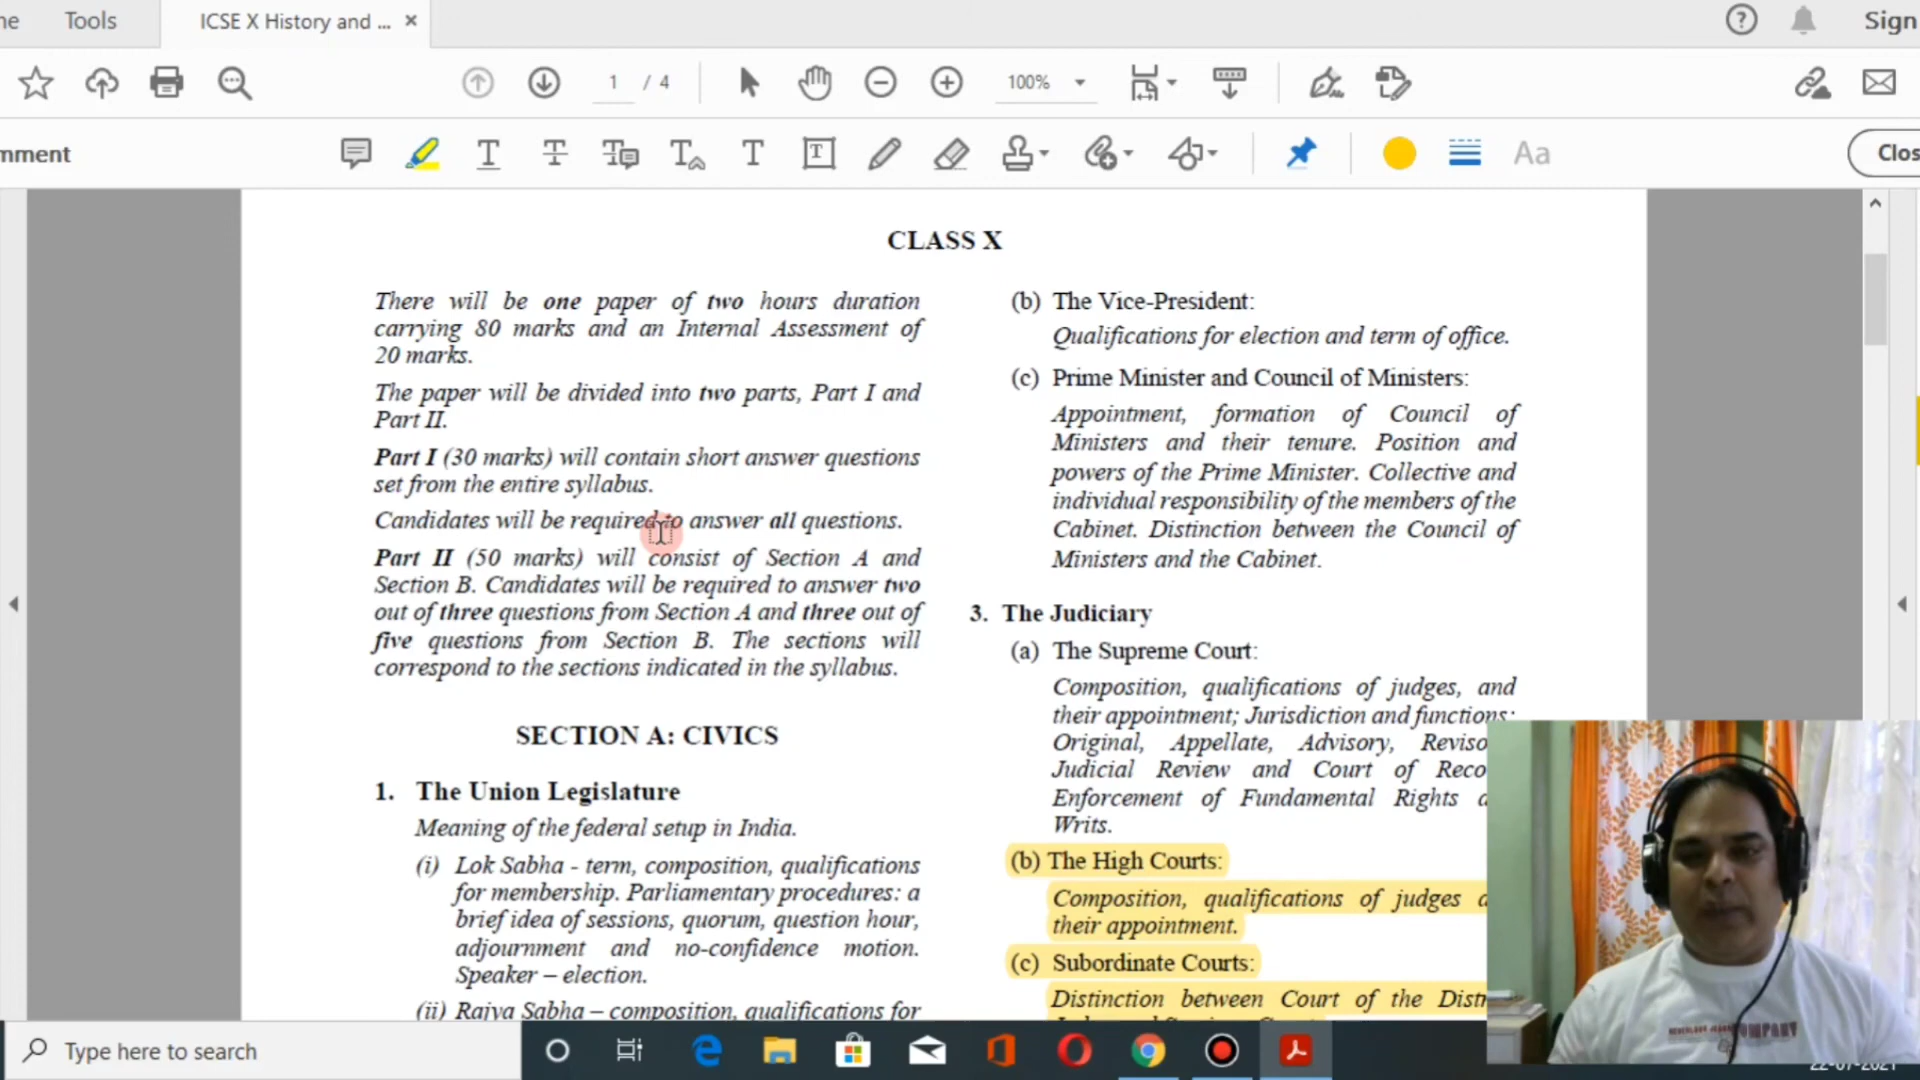 Tools
ICSE X History and ...
Sign
1 / 4
100%
Aa
Clos
CLASS X
There will be one paper of two hours duration
carrying 80 marks and an Internal Assessment of
20 marks.
The paper will be divided into two parts, Part I and
Part II.
Part I (30 marks) will contain short answer questions
set from the entire syllabus.
Candidates will be required to answer all questions.
Part II (50 marks) will consist of Section A and
Section B. Candidates will be required to answer two
out of three questions from Section A and three out of
five questions from Section B. The sections will
correspond to the sections indicated in the syllabus.
SECTION A: CIVICS
1. The Union Legislature
Meaning of the federal setup in India.
(i) Lok Sabha - term, composition, qualifications
for membership. Parliamentary procedures: a
brief idea of sessions, quorum, question hour,
adjournment and no-confidence motion.
Speaker – election.
(ii) Rajya Sabha – composition, qualifications for
(b) The Vice-President:
Qualifications for election and term of office.
(c) Prime Minister and Council of Ministers:
Appointment, formation of Council of
Ministers and their tenure. Position and
powers of the Prime Minister. Collective and
individual responsibility of the members of the
Cabinet. Distinction between the Council of
Ministers and the Cabinet.
3. The Judiciary
(a) The Supreme Court:
Composition, qualifications of judges, and
their appointment; Jurisdiction and functions:
Original, Appellate, Advisory, Reviso
Judicial Review and Court of Reco
Enforcement of Fundamental Rights a
Writs.
(b) The High Courts:
Composition, qualifications of judges a
their appointment.
(c) Subordinate Courts:
Distinction between Court of the Distr
Type here to search
COMPANY
22-07-2021